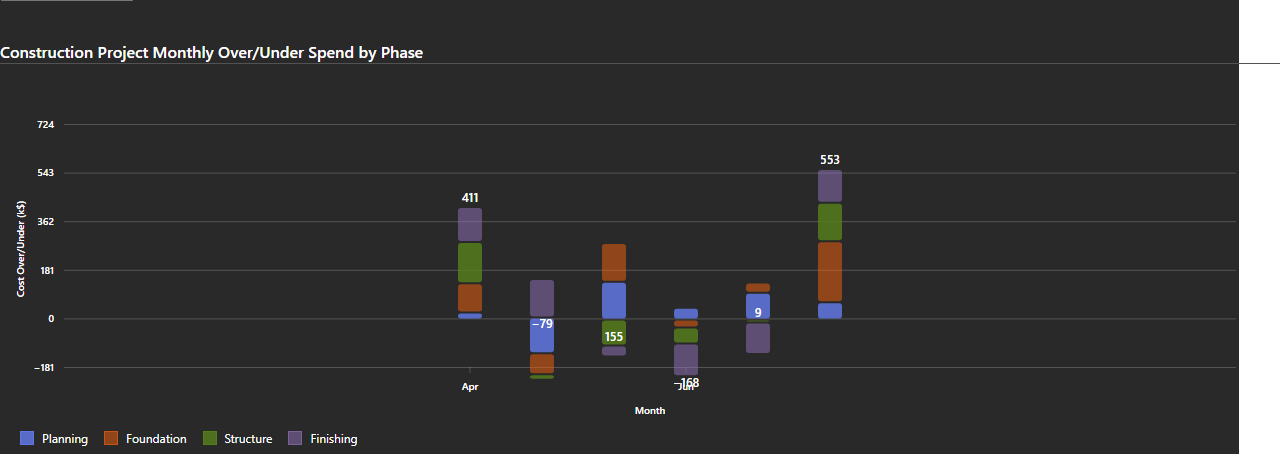 Construction Project Monthly Over/Under Spend by Phase
724
543
362
181
0
−181
Cost Over/Under (k$)
411
−79
155
−168
9
553
Apr
Jun
Month
Planning
Foundation
Structure
Finishing